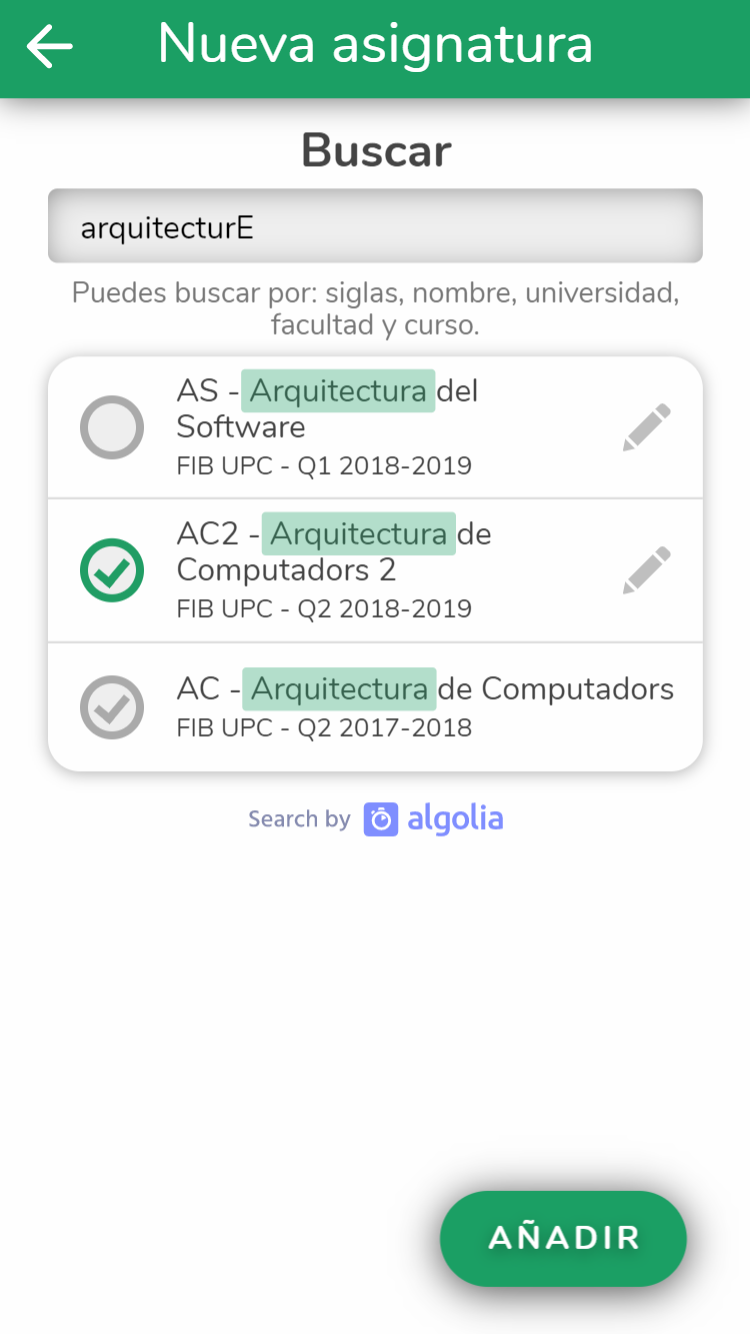 Nueva asignatura
Buscar
arquitecturE
Puedes buscar por: siglas, nombre, universidad,
facultad y curso.
AS - Arquitectura del
Software
FIB UPC - Q1 2018-2019
AC2 - Arquitectura de
Computadors 2
FIB UPC - Q2 2018-2019
AC - Arquitectura de Computadors
FIB UPC - Q2 2017-2018
Search by algolia
AÑADIR